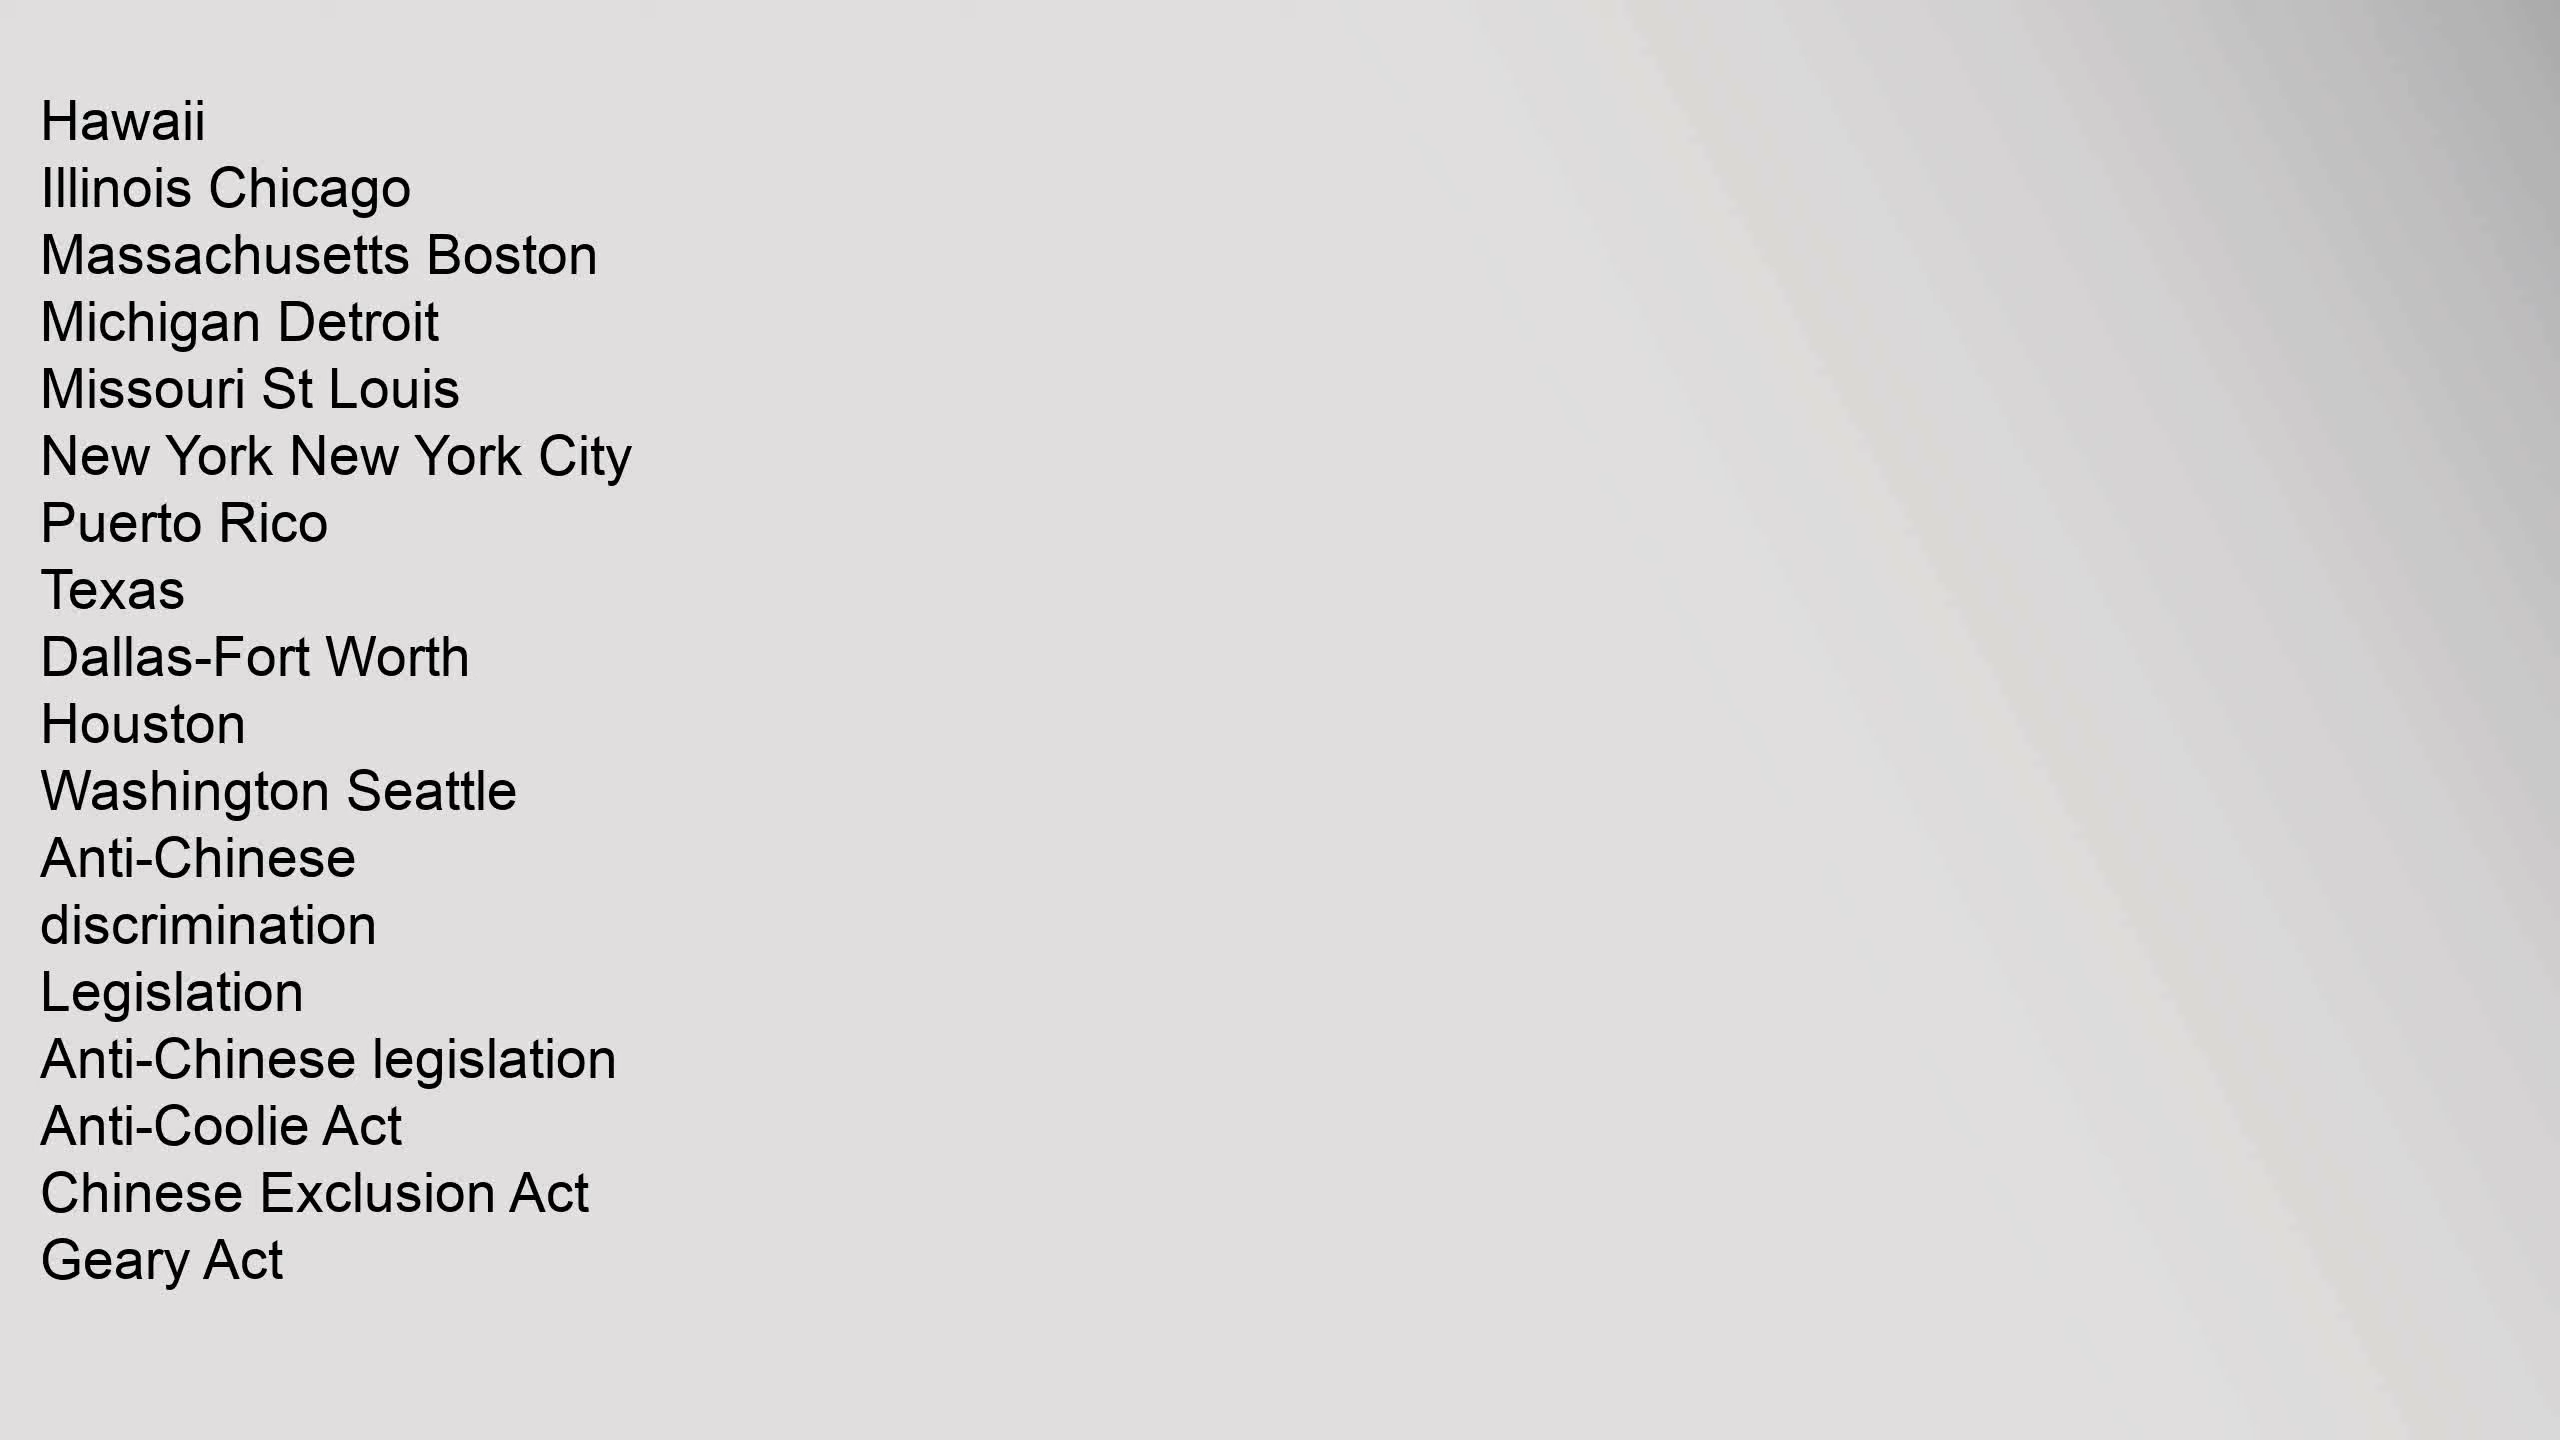 Hawaii
Illinois Chicago
Massachusetts Boston
Michigan Detroit
Missouri St Louis
New York New York City
Puerto Rico
Texas
Dallas-Fort Worth
Houston
Washington Seattle
Anti-Chinese
discrimination
Legislation
Anti-Chinese legislation
Anti-Coolie Act
Chinese Exclusion Act
Geary Act